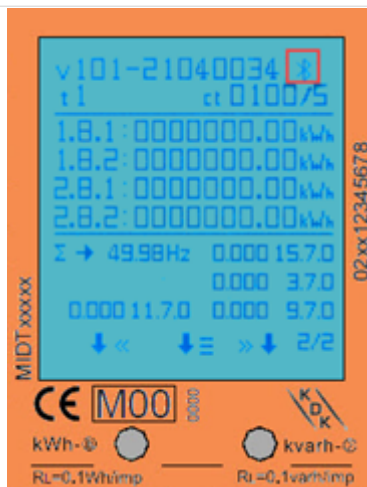 v101-21040034
t1 ct 0100/5
1.8.1:0000000.00kWh
1.8.2:0000000.00kWh
2.8.1:0000000.00kWh
2.8.2:0000000.00kWh
Σ → 49.98Hz 0.000 15.7.0
0.000 3.7.0
0.000 11.7.0 0.000 9.7.0
2/2
MIDTxxxxx
02xx12345678
CE M00 0000
KDK
kWh-® kvarh-
RL=0.1Wh/imp RL=0.1varh/imp